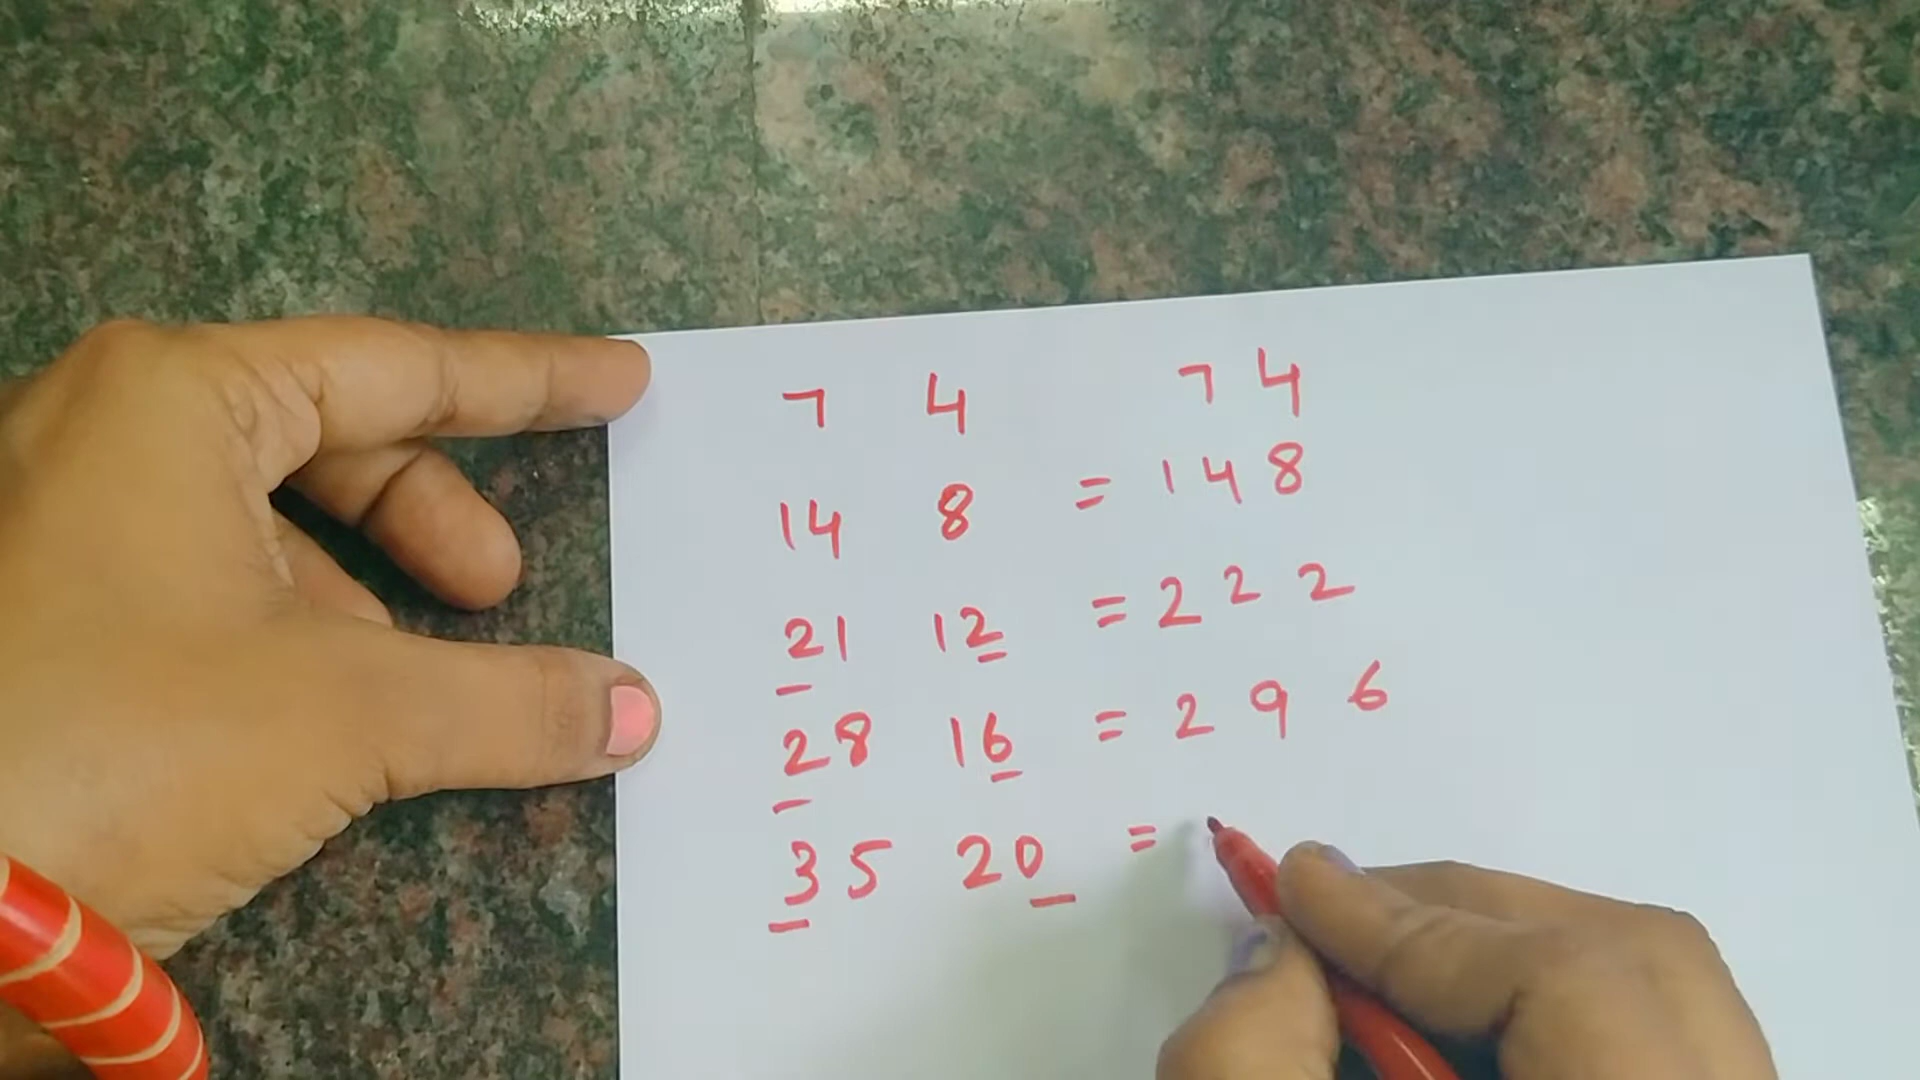 7 4 74
14 8 = 148
21 12 = 222
28 16 = 296
35 20 =